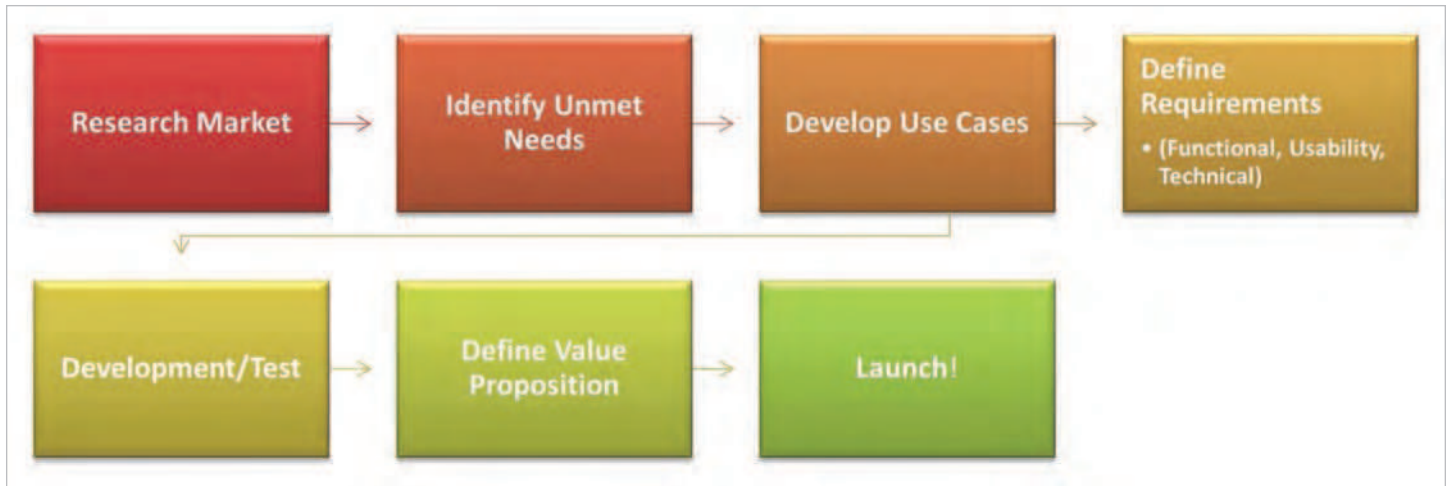 Research Market
Identify Unmet
Needs
Develop Use Cases
Define
Requirements
• (Functional, Usability,
Technical)
Development/Test
Define Value
Proposition
Launch!